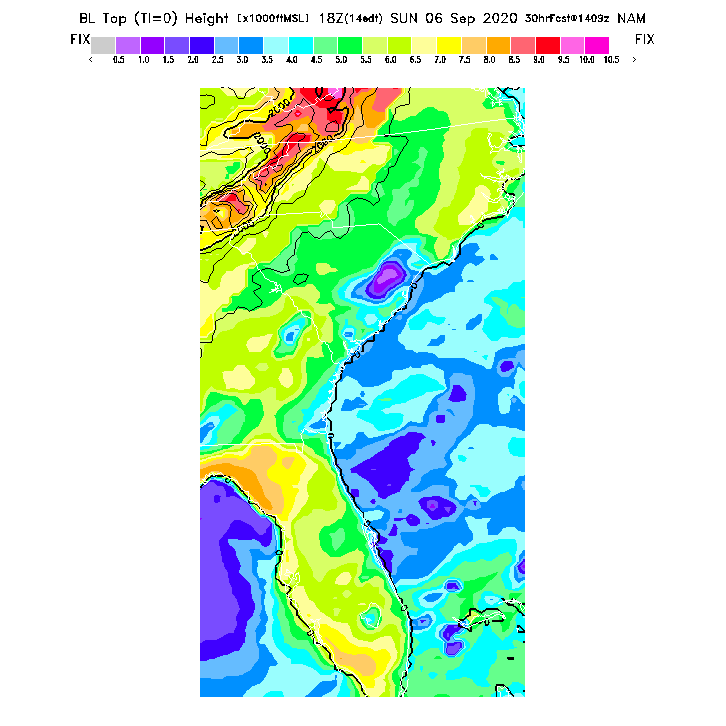 BL Top (TI=0) Height [x1000ftMSL] 18Z(14edt) SUN 06 Sep 2020 30hrFcst@1409z NAM
FIX FIX
< 0.5 1.0 1.5 2.0 2.5 3.0 3.5 4.0 4.5 5.0 5.5 6.0 6.5 7.0 7.5 8.0 8.5 9.0 9.5 10.0 10.5 >
2000
2000